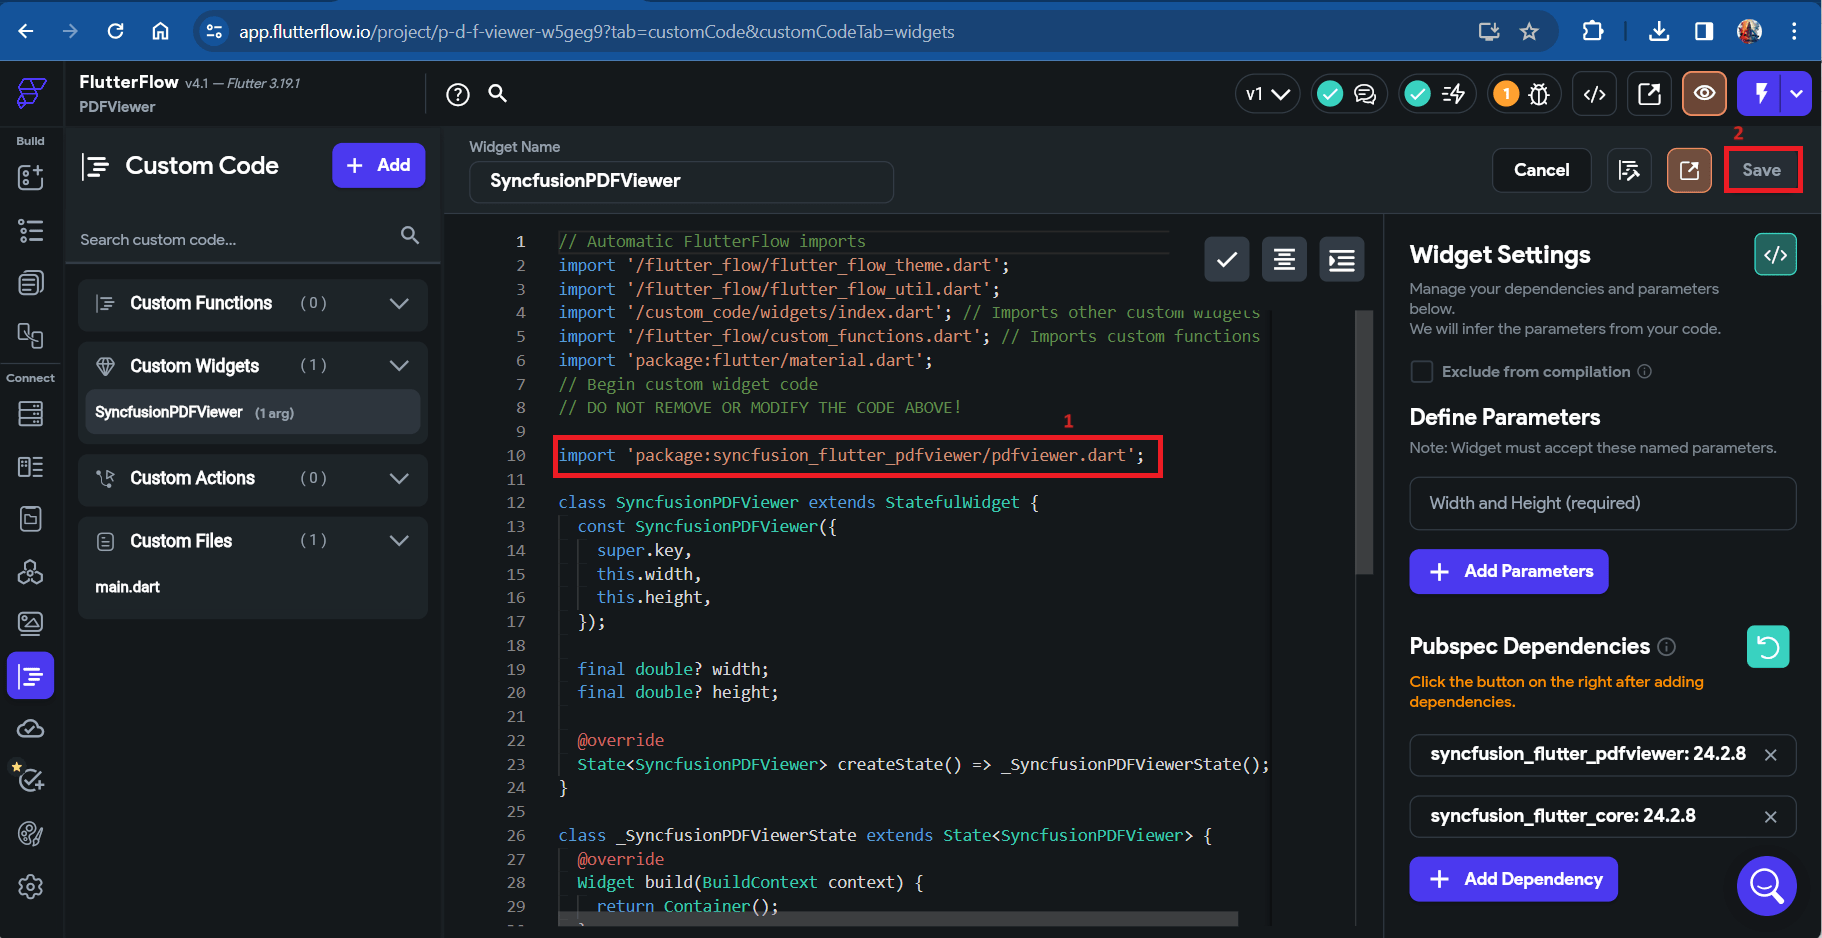 app.flutterflow.io/project/p-d-f-viewer-w5geg9?tab=customCode&customCodeTab=widgets
FlutterFlow v4.1 — Flutter 3.19.1
PDFViewer
v1
1
Build
Connect
Custom Code
+ Add
Search custom code...
Custom Functions (0)
Custom Widgets (1)
SyncfusionPDFViewer (1 arg)
Custom Actions (0)
Custom Files (1)
main.dart
Widget Name
SyncfusionPDFViewer
Cancel
2
Save
1 // Automatic FlutterFlow imports
2 import '/flutter_flow/flutter_flow_theme.dart';
3 import '/flutter_flow/flutter_flow_util.dart';
4 import '/custom_code/widgets/index.dart'; // Imports other custom widgets
5 import '/flutter_flow/custom_functions.dart'; // Imports custom functions
6 import 'package:flutter/material.dart';
7 // Begin custom widget code
8 // DO NOT REMOVE OR MODIFY THE CODE ABOVE!
9
1
10 import 'package:syncfusion_flutter_pdfviewer/pdfviewer.dart';
11
12 class SyncfusionPDFViewer extends StatefulWidget {
13 const SyncfusionPDFViewer({
14 super.key,
15 this.width,
16 this.height,
17 });
18
19 final double? width;
20 final double? height;
21
22 @override
23 State<SyncfusionPDFViewer> createState() => _SyncfusionPDFViewerState();
24 }
25
26 class _SyncfusionPDFViewerState extends State<SyncfusionPDFViewer> {
27 @override
28 Widget build(BuildContext context) {
29 return Container();
Widget Settings
</>
Manage your dependencies and parameters
below.
We will infer the parameters from your code.
Exclude from compilation
Define Parameters
Note: Widget must accept these named parameters.
Width and Height (required)
+ Add Parameters
Pubspec Dependencies
Click the button on the right after adding
dependencies.
syncfusion_flutter_pdfviewer: 24.2.8
syncfusion_flutter_core: 24.2.8
+ Add Dependency